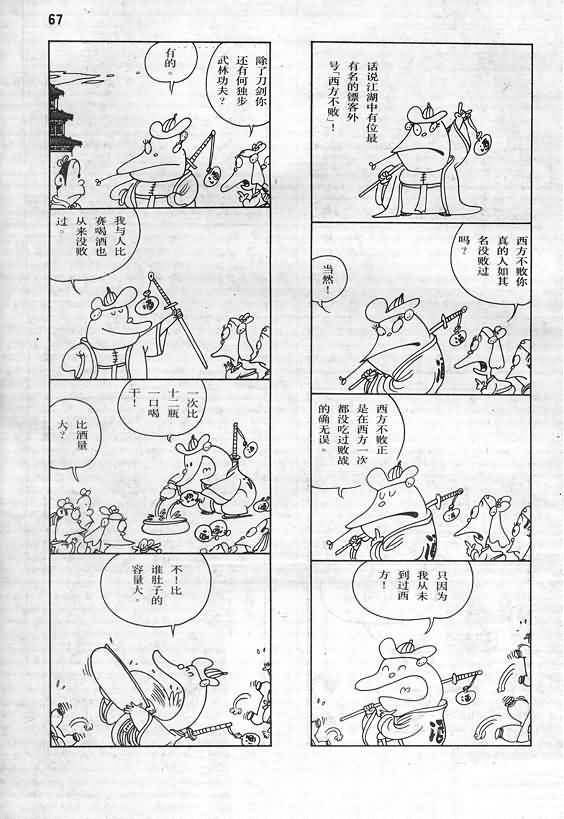 67
话说江湖中有位最
有名的镖客外
号「西方不败」！
西方不败你
真的人如其
名没败过
吗？
当然！
西方不败正
是在西方一次
都没吃过败战
的确无误。
只因为
我从未
到过西
方！
除了刀剑你
还有何独步
武林功夫？
有的。
我与人比
赛喝酒也
从来没败
过。
一次比
十二瓶
一口喝
干！
比酒量
大？
不！比
谁肚子的
容量大。
酒
酒
酒